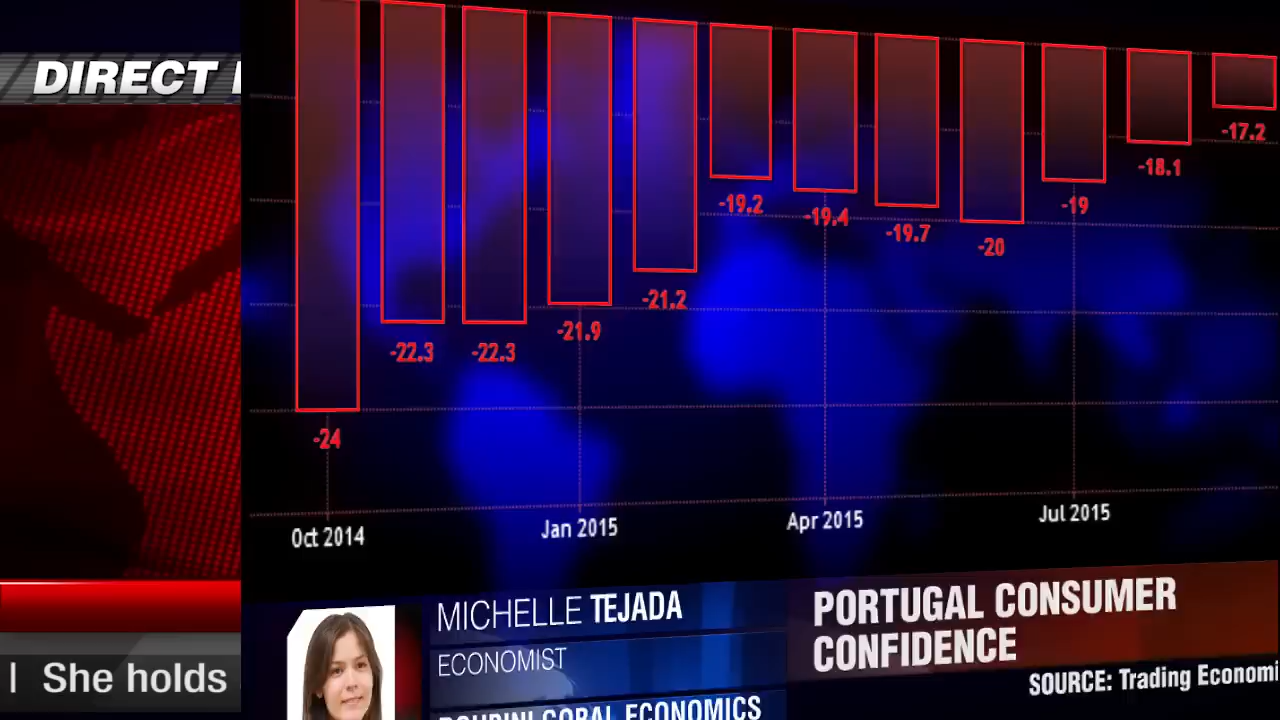 DIRECT
-17.2
-18.1
-19.2
-19
-19.4
-19.7
-20
-21.2
-21.9
-22.3
-22.3
-24
Oct 2014
Jan 2015
Apr 2015
Jul 2015
MICHELLE TEJADA
ECONOMIST
GOBAL ECONOMICS
PORTUGAL CONSUMER
CONFIDENCE
SOURCE: Trading Economi
| She holds